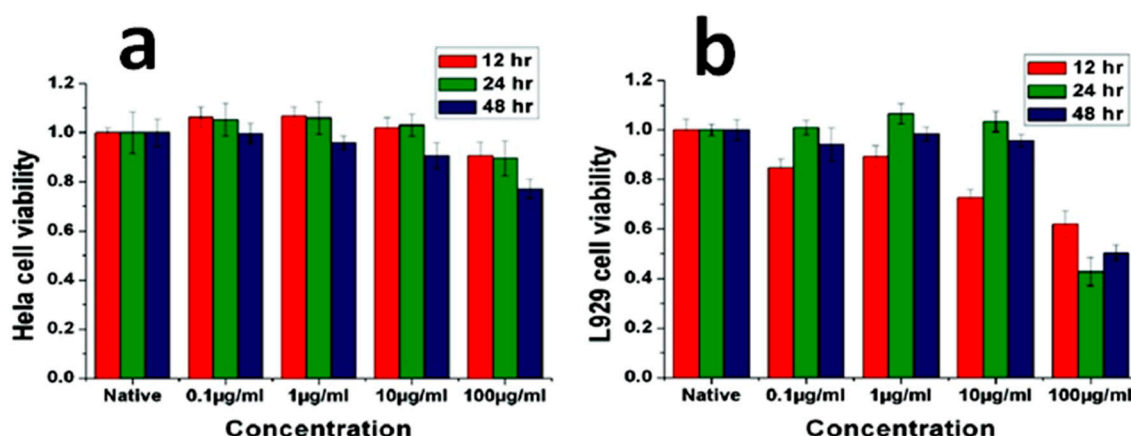 a
12 hr
24 hr
48 hr
Hela cell viability
1.2
1.0
0.8
0.6
0.4
0.2
0.0
Native 0.1µg/ml 1µg/ml 10µg/ml 100µg/ml
Concentration
b
12 hr
24 hr
48 hr
L929 cell viability
1.2
1.0
0.8
0.6
0.4
0.2
0.0
Native 0.1µg/ml 1µg/ml 10µg/ml 100µg/ml
Concentration